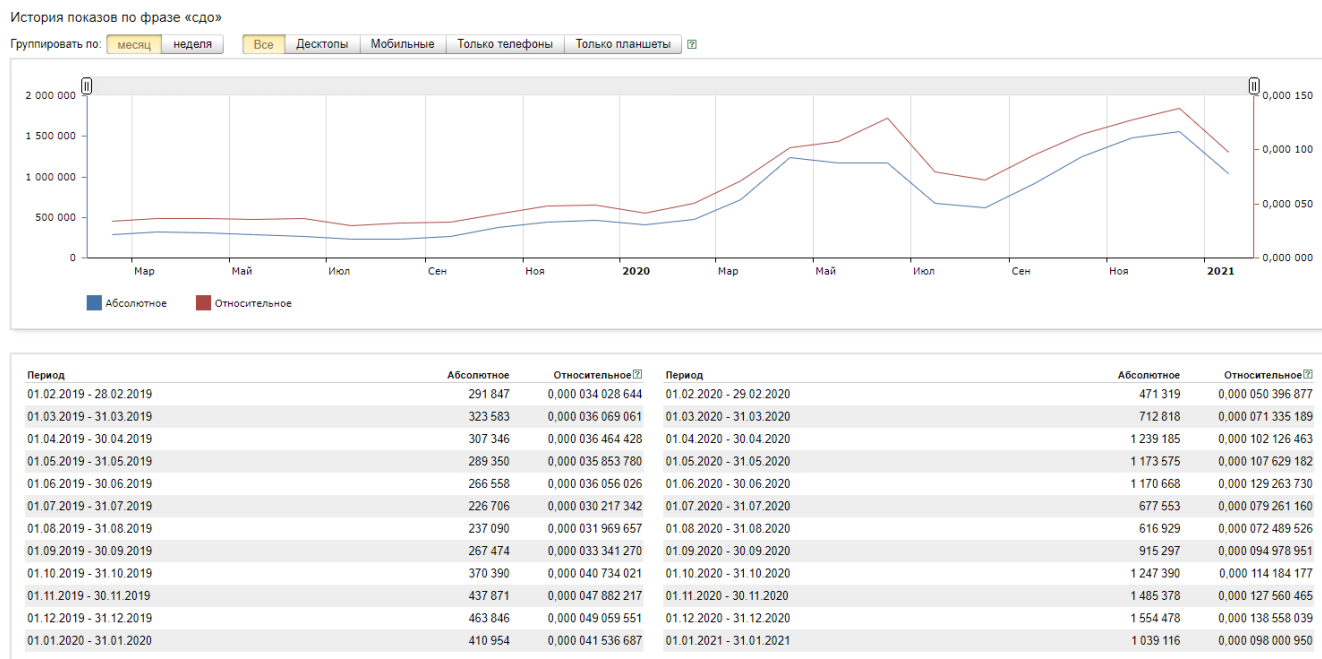 История показов по фразе «сдо»
Группировать по: месяц неделя Все Десктопы Мобильные Только телефоны Только планшеты ?
2 000 000 0,000 150
1 500 000
0,000 100
1 000 000
0,000 050
500 000
0 0,000 000
Мар Май Июл Сен Ноя 2020 Мар Май Июл Сен Ноя 2021
Абсолютное Относительное
Период Абсолютное Относительное? Период Абсолютное Относительное?
01.02.2019 - 28.02.2019 291 847 0,000 034 028 644 01.02.2020 - 29.02.2020 471 319 0,000 050 396 877
01.03.2019 - 31.03.2019 323 583 0,000 036 069 061 01.03.2020 - 31.03.2020 712 818 0,000 071 335 189
01.04.2019 - 30.04.2019 307 346 0,000 036 464 428 01.04.2020 - 30.04.2020 1 239 185 0,000 102 126 463
01.05.2019 - 31.05.2019 289 350 0,000 035 853 780 01.05.2020 - 31.05.2020 1 173 575 0,000 107 629 182
01.06.2019 - 30.06.2019 266 558 0,000 036 056 026 01.06.2020 - 30.06.2020 1 170 668 0,000 129 263 730
01.07.2019 - 31.07.2019 226 706 0,000 030 217 342 01.07.2020 - 31.07.2020 677 553 0,000 079 261 160
01.08.2019 - 31.08.2019 237 090 0,000 031 969 657 01.08.2020 - 31.08.2020 616 929 0,000 072 489 526
01.09.2019 - 30.09.2019 267 474 0,000 033 341 270 01.09.2020 - 30.09.2020 915 297 0,000 094 978 951
01.10.2019 - 31.10.2019 370 390 0,000 040 734 021 01.10.2020 - 31.10.2020 1 247 390 0,000 114 184 177
01.11.2019 - 30.11.2019 437 871 0,000 047 882 217 01.11.2020 - 30.11.2020 1 485 378 0,000 127 560 465
01.12.2019 - 31.12.2019 463 846 0,000 049 059 551 01.12.2020 - 31.12.2020 1 554 478 0,000 138 558 039
01.01.2020 - 31.01.2020 410 954 0,000 041 536 687 01.01.2021 - 31.01.2021 1 039 116 0,000 098 000 950